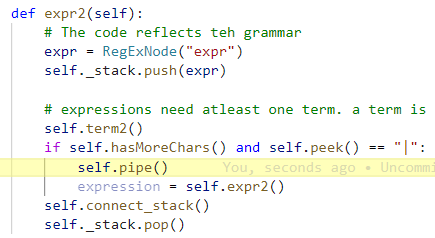 def expr2(self):
# The code reflects teh grammar
expr = RegExNode("expr")
self._stack.push(expr)
# expressions need atleast one term. a term is
self.term2()
if self.hasMoreChars() and self.peek() == "|":
self.pipe() You, seconds ago • Uncommi
expression = self.expr2()
self.connect_stack()
self._stack.pop()